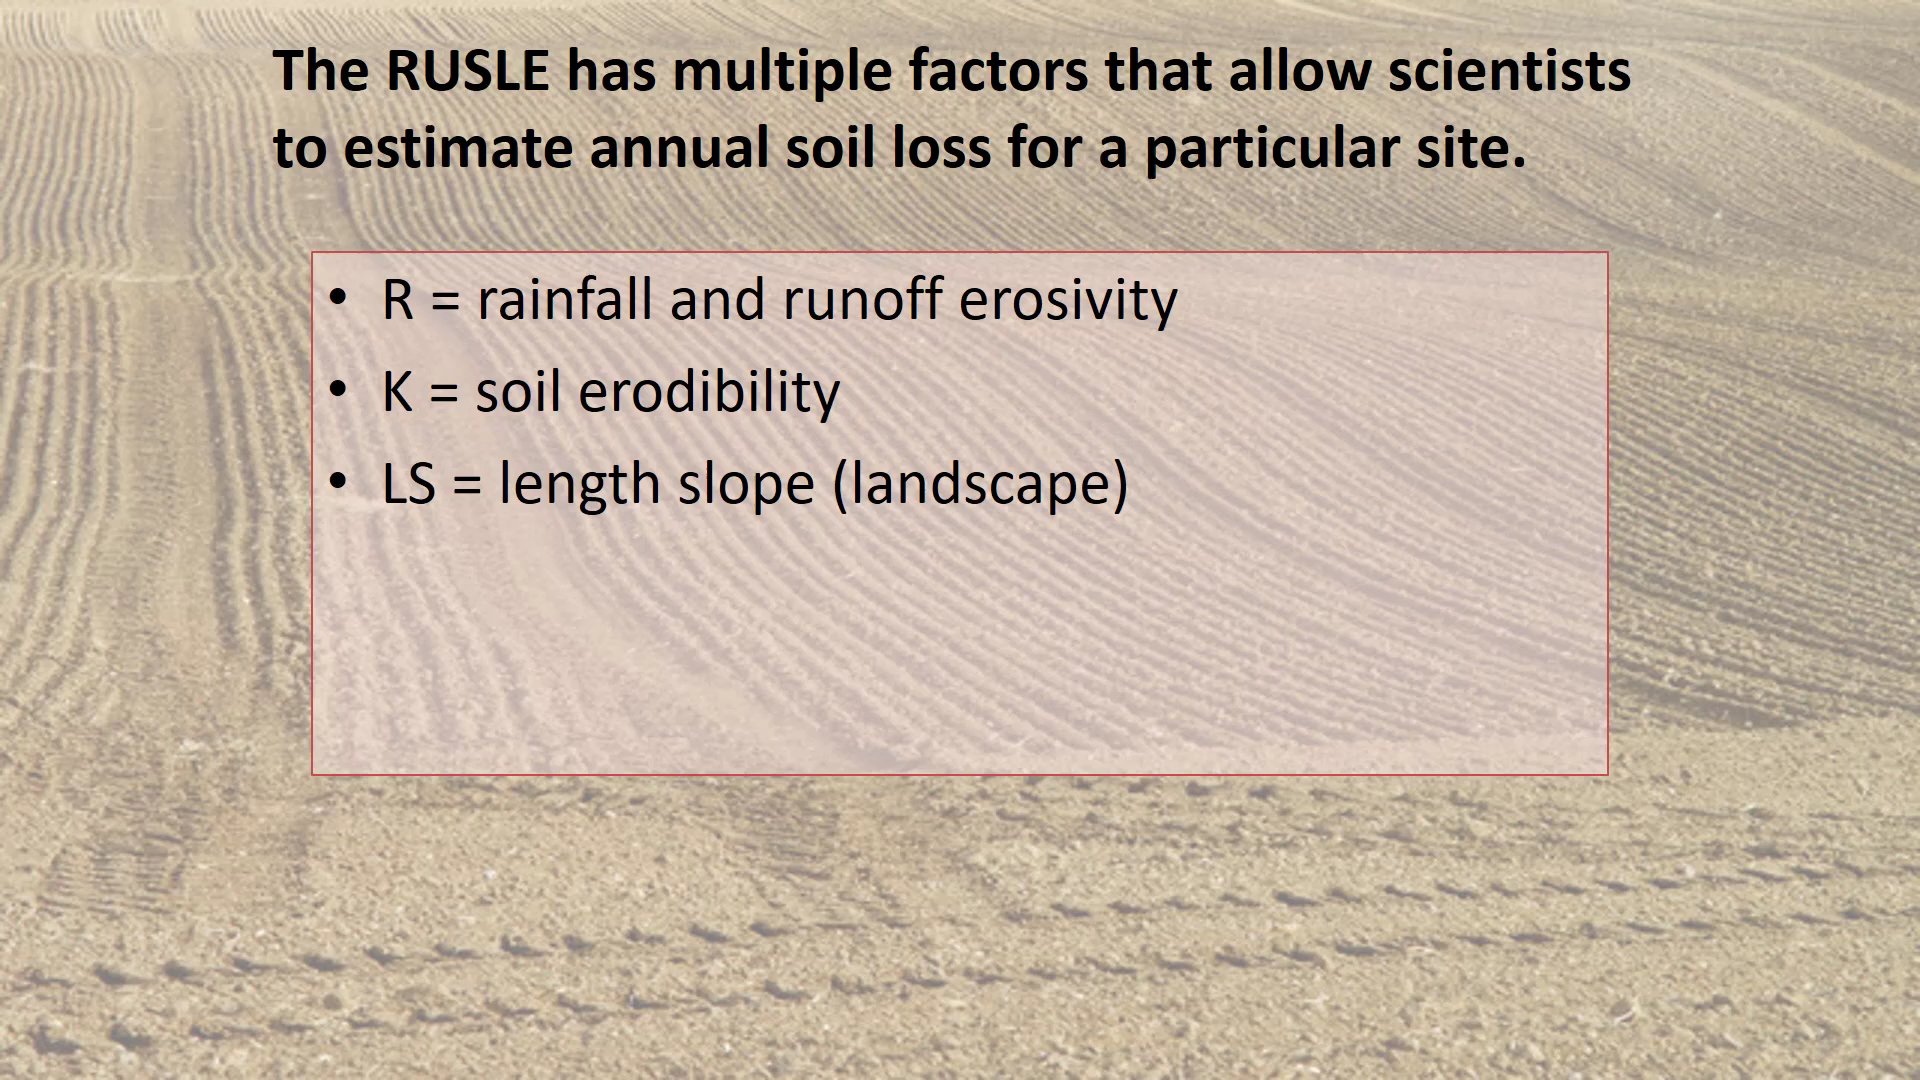 The RUSLE has multiple factors that allow scientists
to estimate annual soil loss for a particular site.
• R = rainfall and runoff erosivity
• K = soil erodibility
• LS = length slope (landscape)